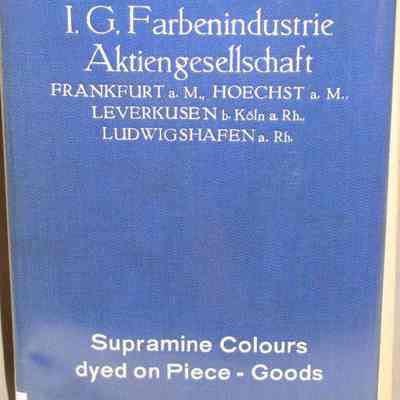 I. G. Farbenindustrie
Aktiengesellschaft
FRANKFURT a. M., HOECHST a. M.,
LEVERKUSEN b. Köln a. Rh.,
LUDWIGSHAFEN a. Rh.
Supramine Colours
dyed on Piece - Goods